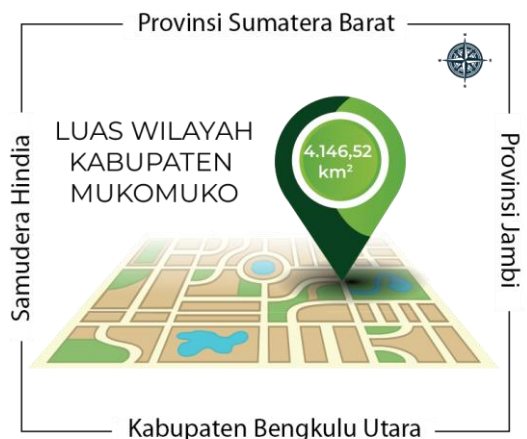 Provinsi Sumatera Barat
LUAS WILAYAH
KABUPATEN
MUKOMUKO
4.146,52
km²
Samudera Hindia
Provinsi Jambi
Kabupaten Bengkulu Utara